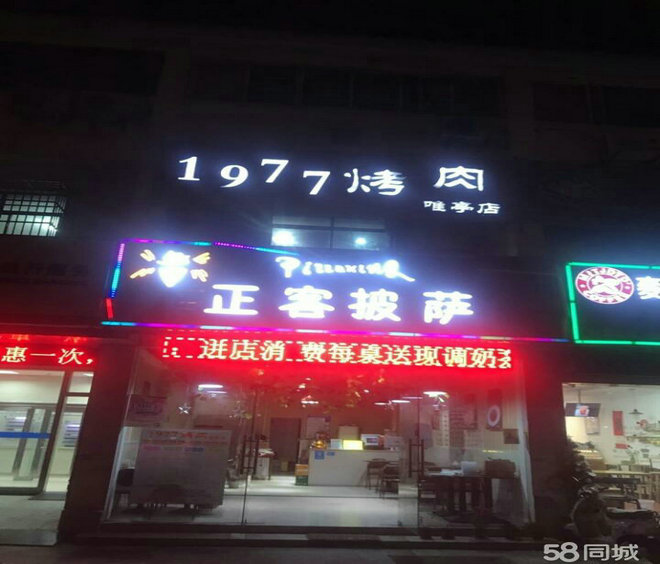 1977烤肉
唯亭店
正客披萨
进店消费每桌送现调奶
惠一次,
COFFEE
58同城